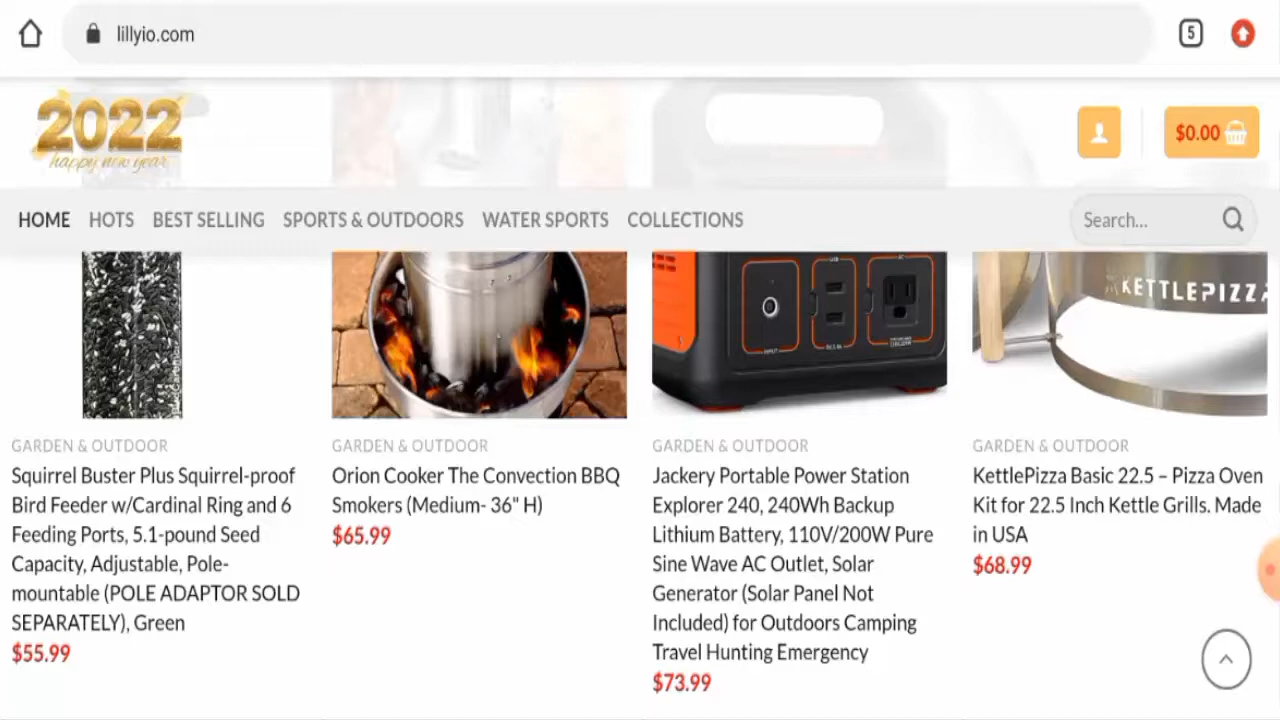 lillyio.com
5
2022
happy new year
$0.00
HOME HOTS BEST SELLING SPORTS & OUTDOORS WATER SPORTS COLLECTIONS
Search...
KETTLEPIZZA
GARDEN & OUTDOOR
Squirrel Buster Plus Squirrel-proof
Bird Feeder w/Cardinal Ring and 6
Feeding Ports, 5.1-pound Seed
Capacity, Adjustable, Pole-
mountable (POLE ADAPTOR SOLD
SEPARATELY), Green
$55.99
GARDEN & OUTDOOR
Orion Cooker The Convection BBQ
Smokers (Medium- 36" H)
$65.99
GARDEN & OUTDOOR
Jackery Portable Power Station
Explorer 240, 240Wh Backup
Lithium Battery, 110V/200W Pure
Sine Wave AC Outlet, Solar
Generator (Solar Panel Not
Included) for Outdoors Camping
Travel Hunting Emergency
$73.99
GARDEN & OUTDOOR
KettlePizza Basic 22.5 – Pizza Oven
Kit for 22.5 Inch Kettle Grills. Made
in USA
$68.99